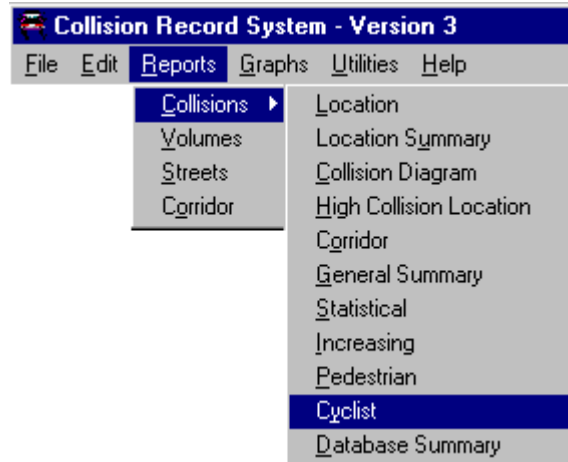 Collision Record System - Version 3
File Edit Reports Graphs Utilities Help
Collisions
Volumes
Streets
Corridor
Location
Location Summary
Collision Diagram
High Collision Location
Corridor
General Summary
Statistical
Increasing
Pedestrian
Cyclist
Database Summary